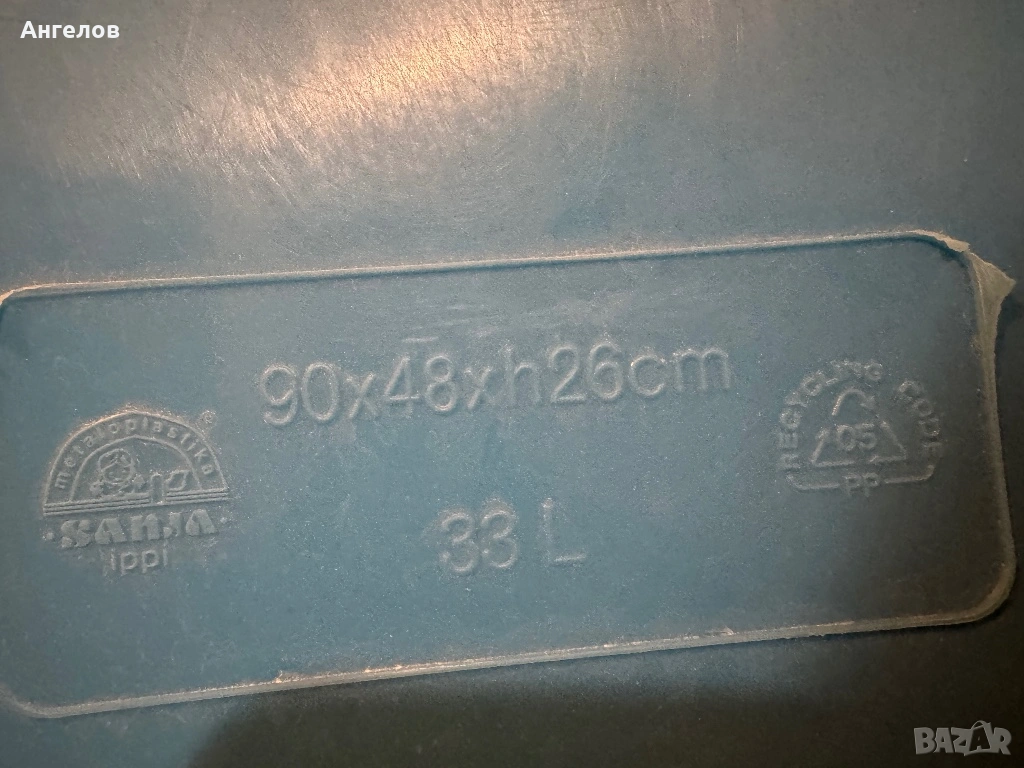 Ангелов
90x48xh26cm
metaloplastika
®
·SANJA·
ippi
33 L
RECYCLING CODE
05
PP
BAZAR